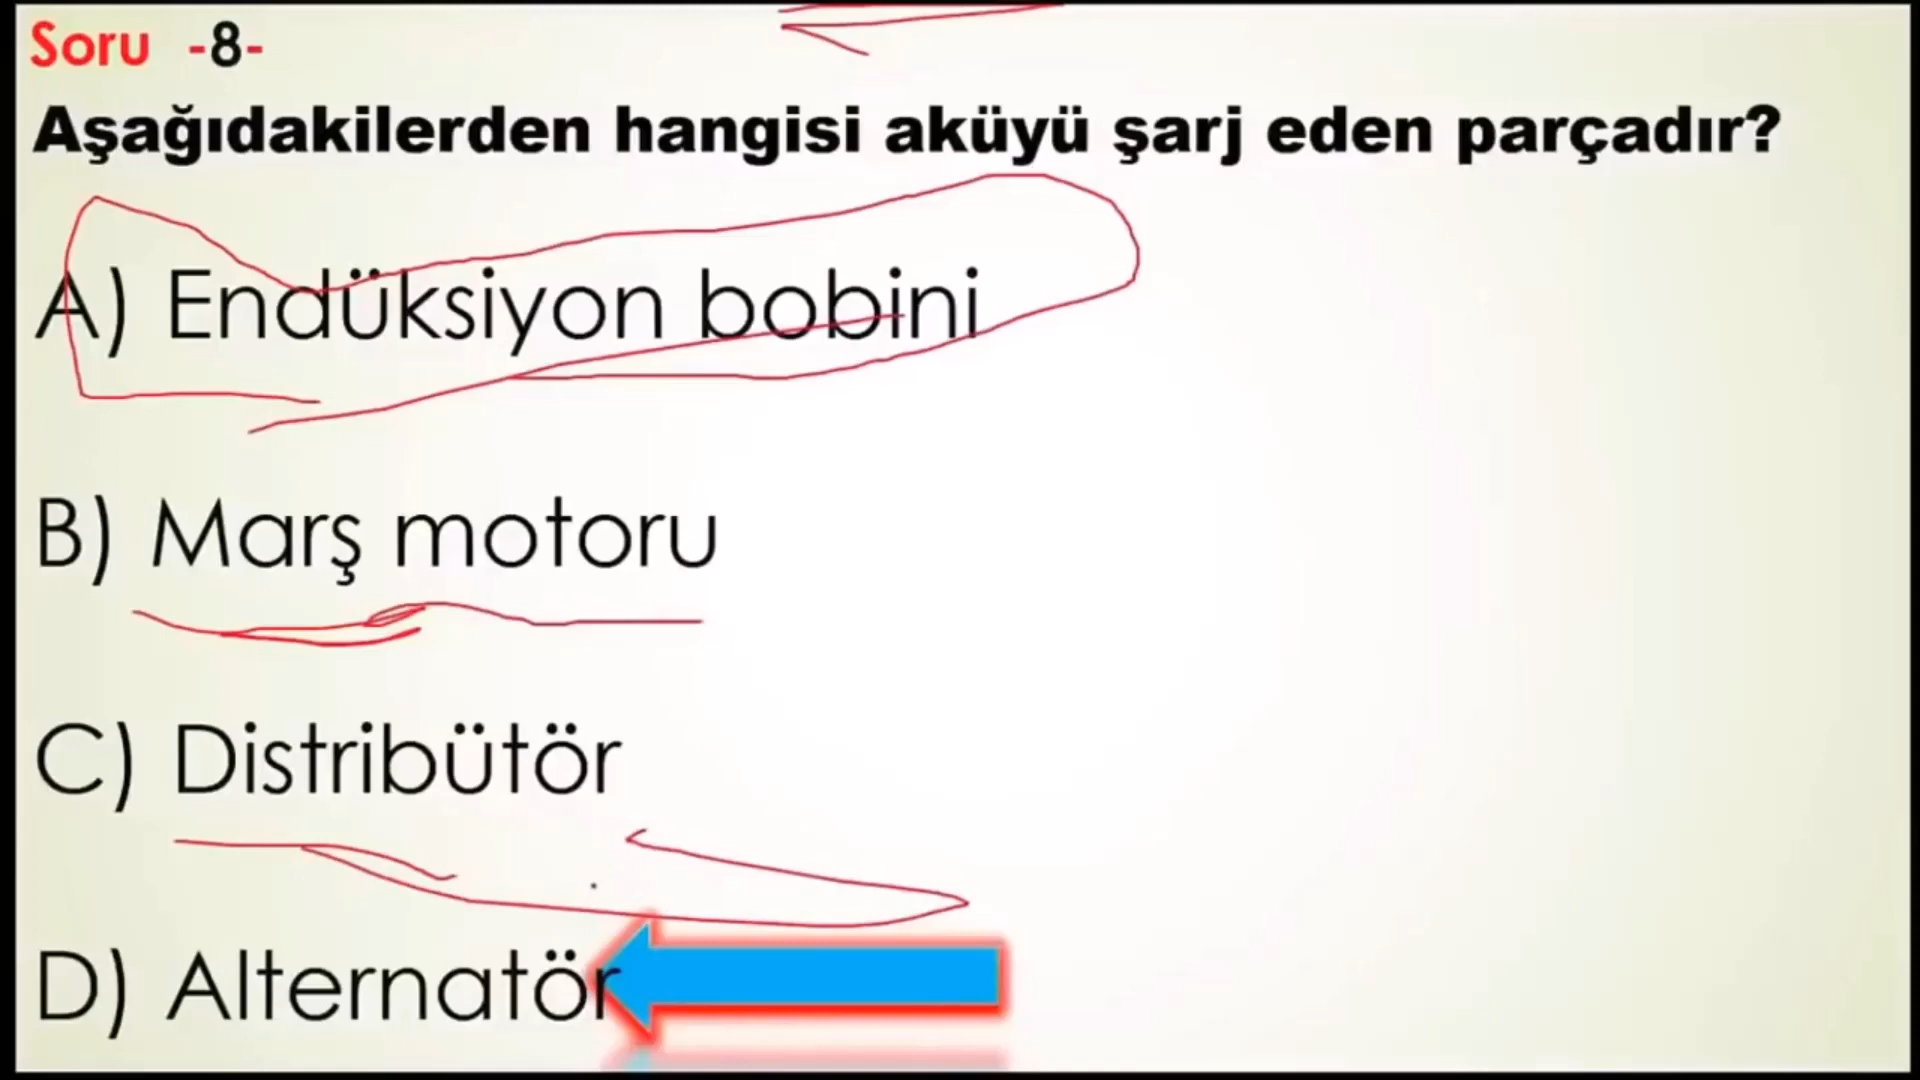 Soru -8-
Aşağıdakilerden hangisi aküyü şarj eden parçadır?
A) Endüksiyon bobini
B) Marş motoru
C) Distribütör
D) Alternatör